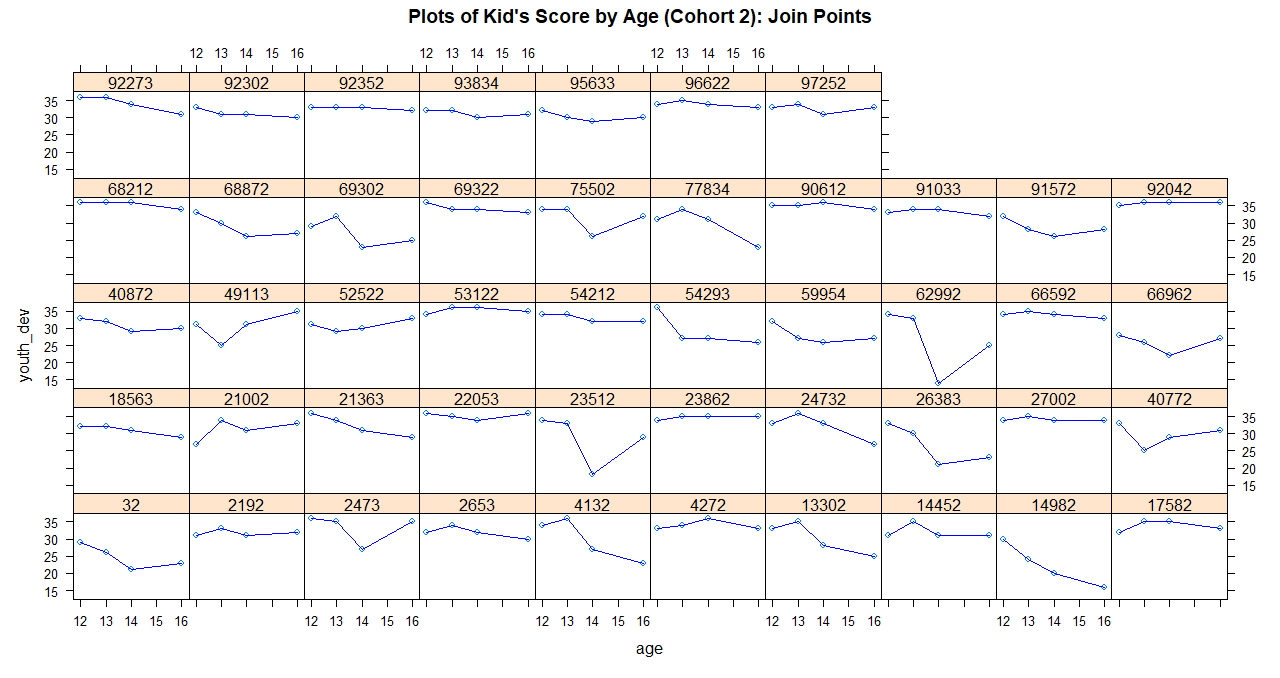 Plots of Kid's Score by Age (Cohort 2): Join Points
12 13 14 15 16 12 13 14 15 16 12 13 14 15 16
92273 92302 92352 93834 95633 96622 97252
35
30
25
20
15
68212 68872 69302 69322 75502 77834 90612 91033 91572 92042
35
30
25
20
15
40872 49113 52522 53122 54212 54293 59954 62992 66592 66962
35
30
25
20
15
18563 21002 21363 22053 23512 23862 24732 26383 27002 40772
35
30
25
20
15
32 2192 2473 2653 4132 4272 13302 14452 14982 17582
35
30
25
20
15
12 13 14 15 16 12 13 14 15 16 12 13 14 15 16 12 13 14 15 16 12 13 14 15 16
youth_dev
age